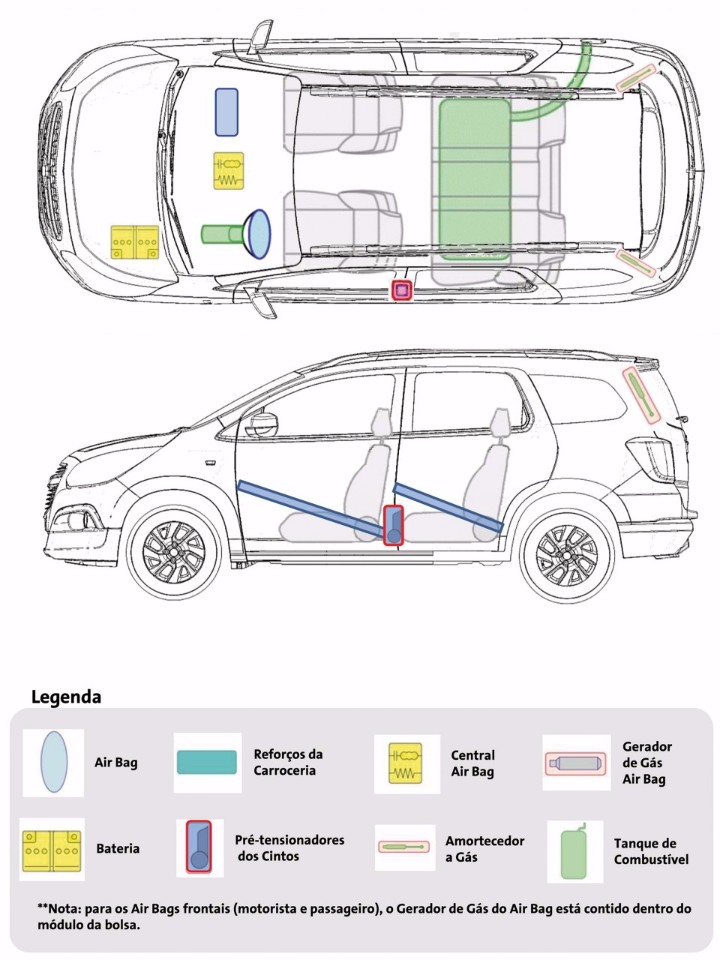 Legenda
Air Bag
Reforços da
Carroceria
Central
Air Bag
Gerador
de Gás
Air Bag
Bateria
Pré-tensionadores
dos Cintos
Amortecedor
a Gás
Tanque de
Combustível
**Nota: para os Air Bags frontais (motorista e passageiro), o Gerador de Gás do Air Bag está contido dentro do
módulo da bolsa.